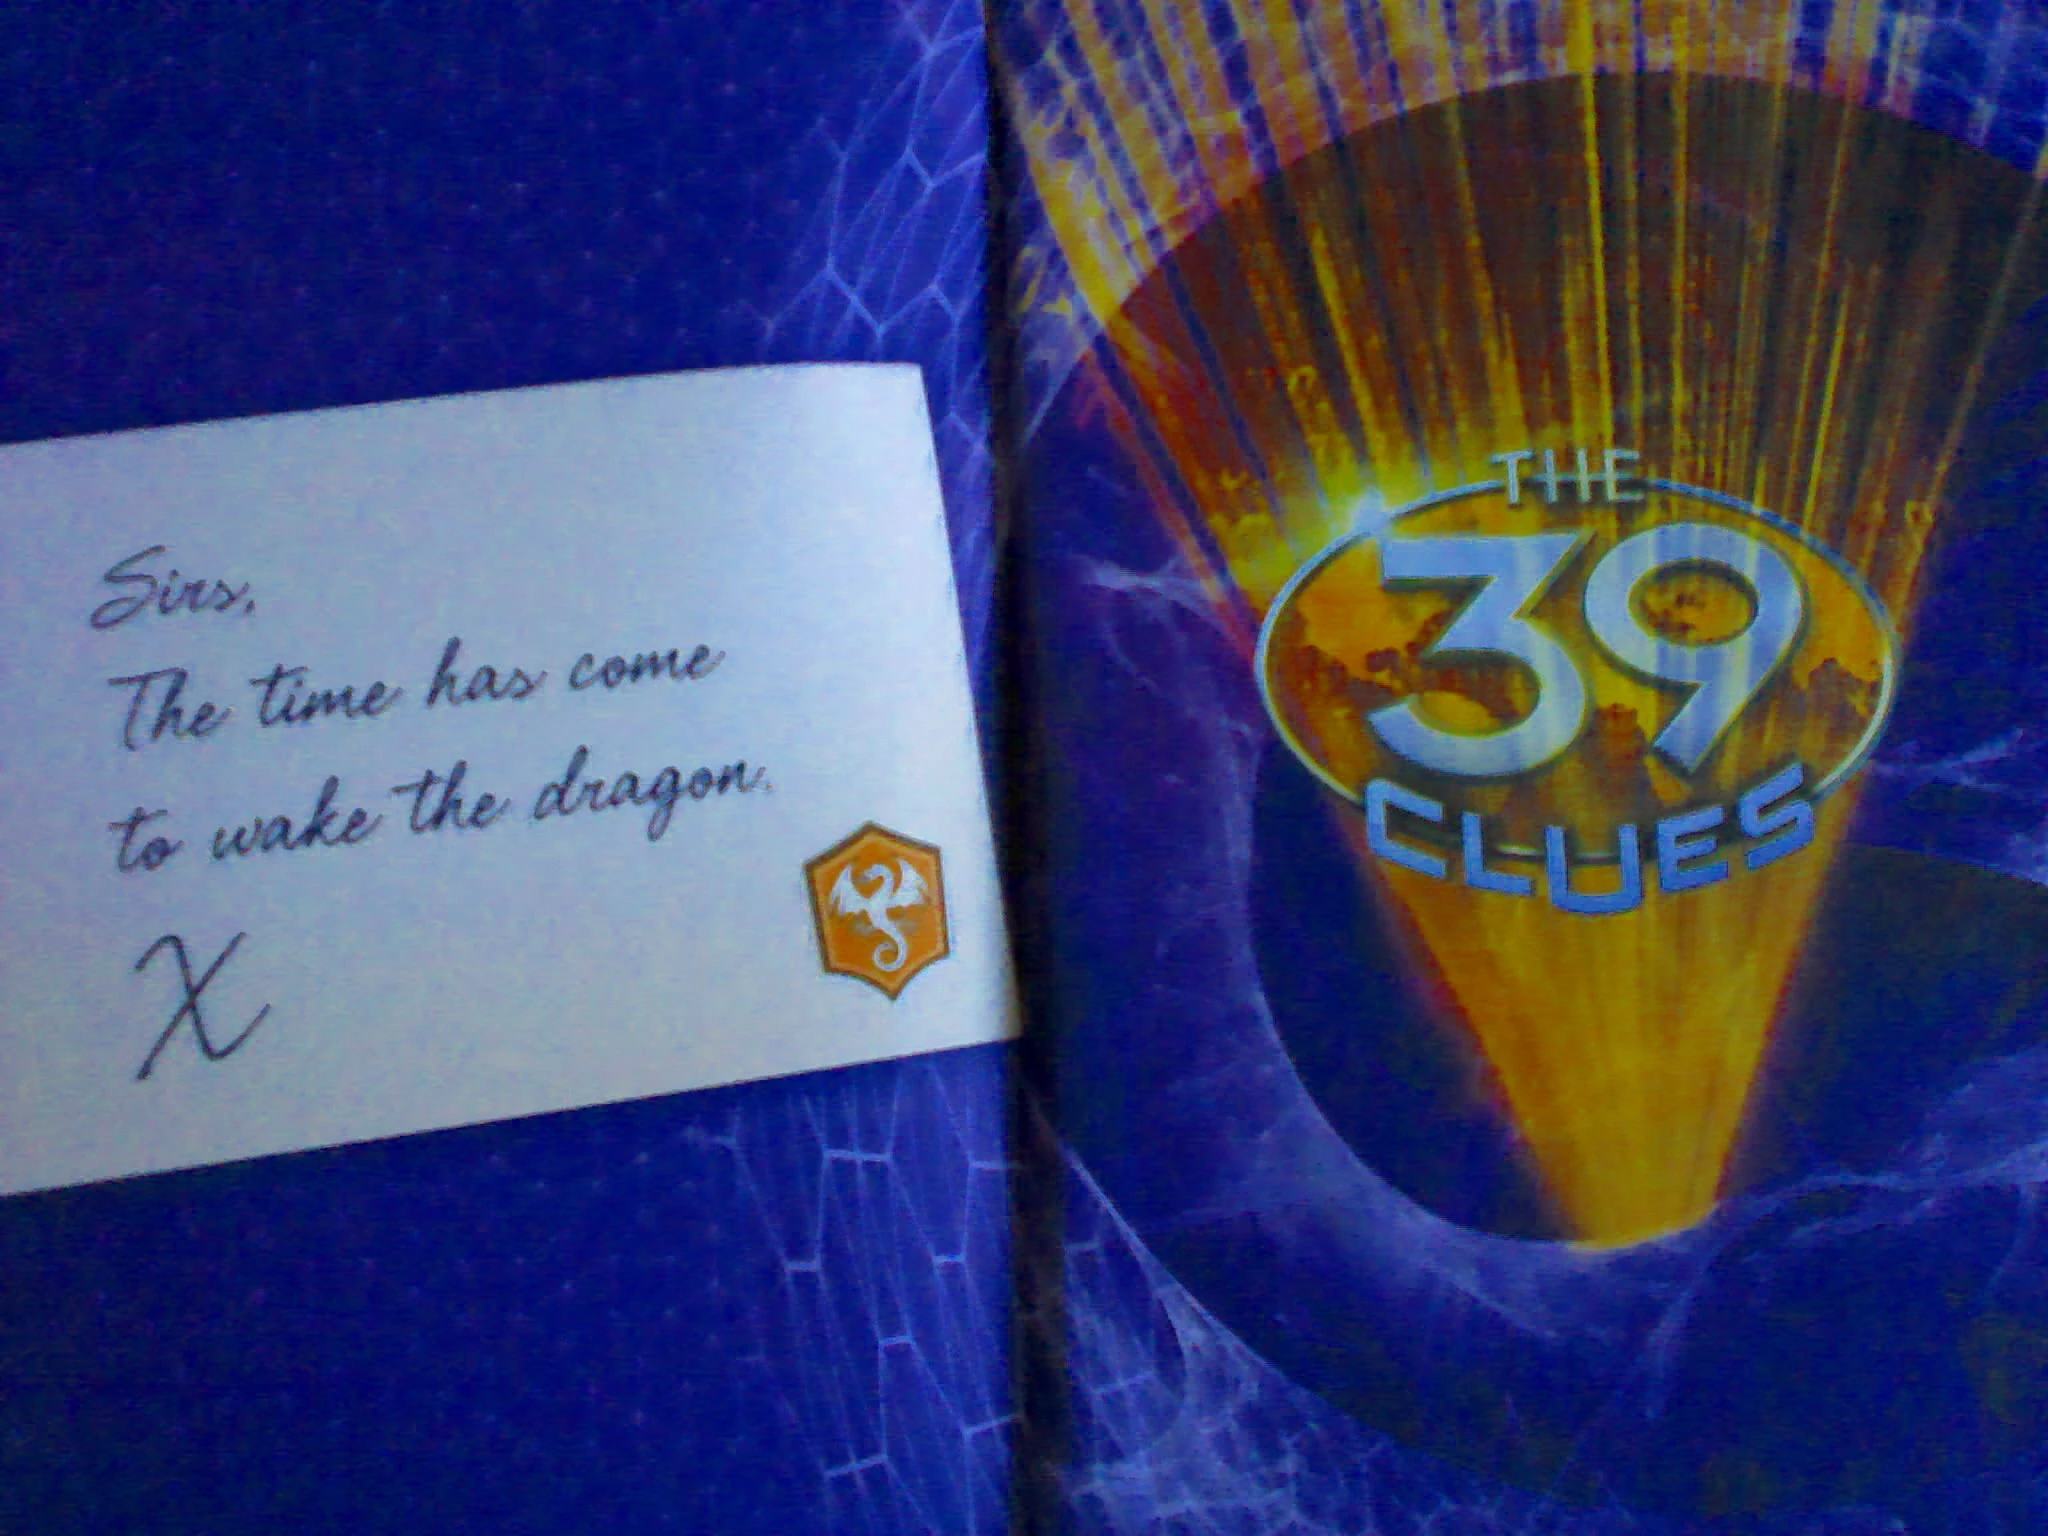 Sirs,
The time has come
to wake the dragon.
X
THE
39
CLUES